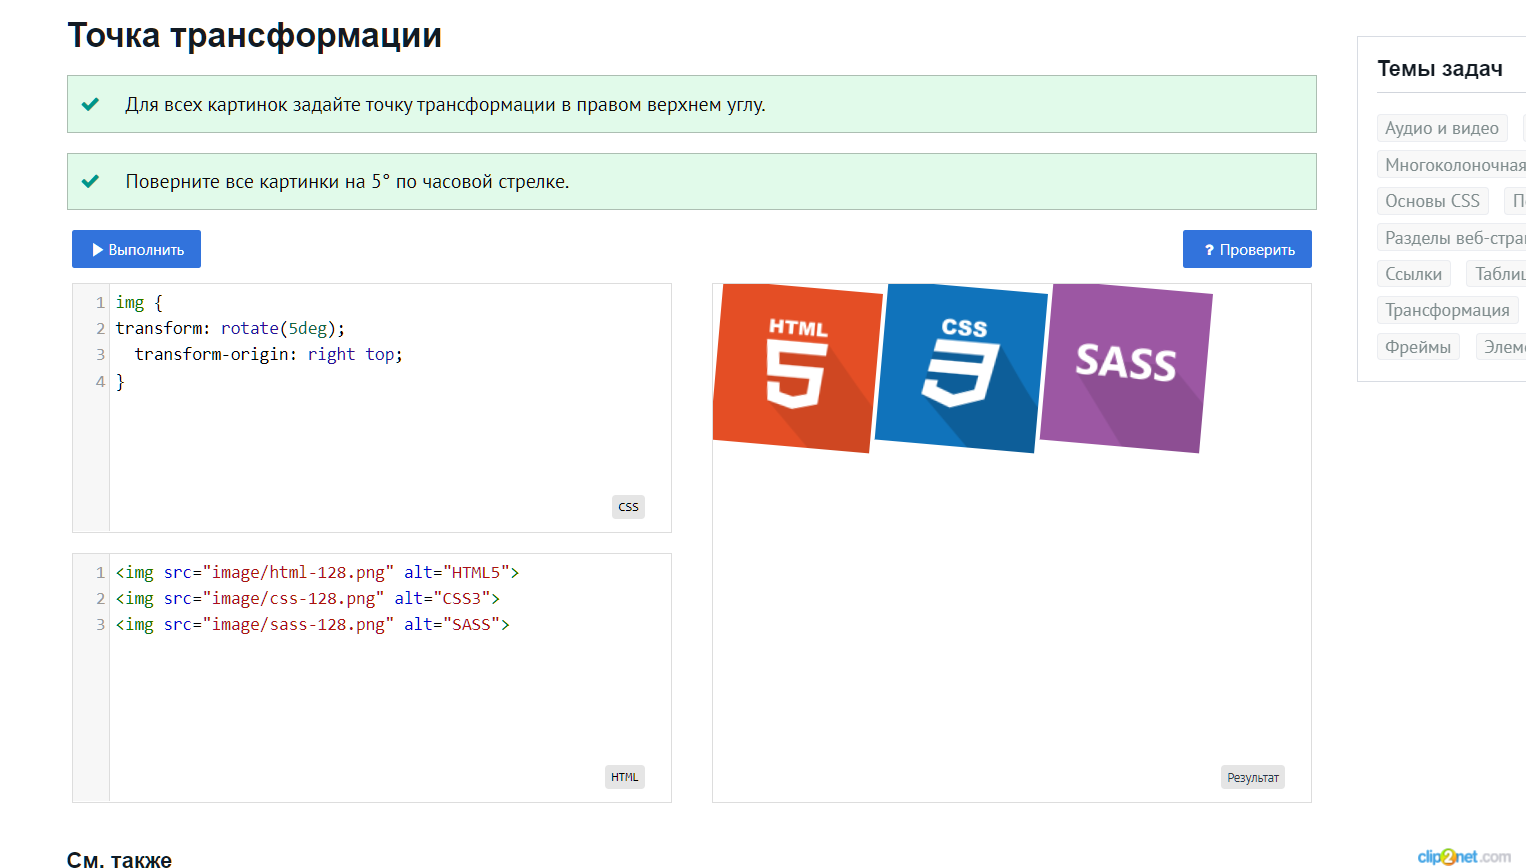 Точка трансформации
Для всех картинок задайте точку трансформации в правом верхнем углу.
Поверните все картинки на 5° по часовой стрелке.
Выполнить
? Проверить
1 img {
2 transform: rotate(5deg);
3 transform-origin: right top;
4 }
CSS
1 <img src="image/html-128.png" alt="HTML5">
2 <img src="image/css-128.png" alt="CSS3">
3 <img src="image/sass-128.png" alt="SASS">
HTML
HTML
5
CSS
3
SASS
Результат
Темы задач
Аудио и видео
Многоколоночная
Основы CSS
Разделы веб-стра
Ссылки
Таблиц
Трансформация
Фреймы
Элем
См. также
clip2net.com